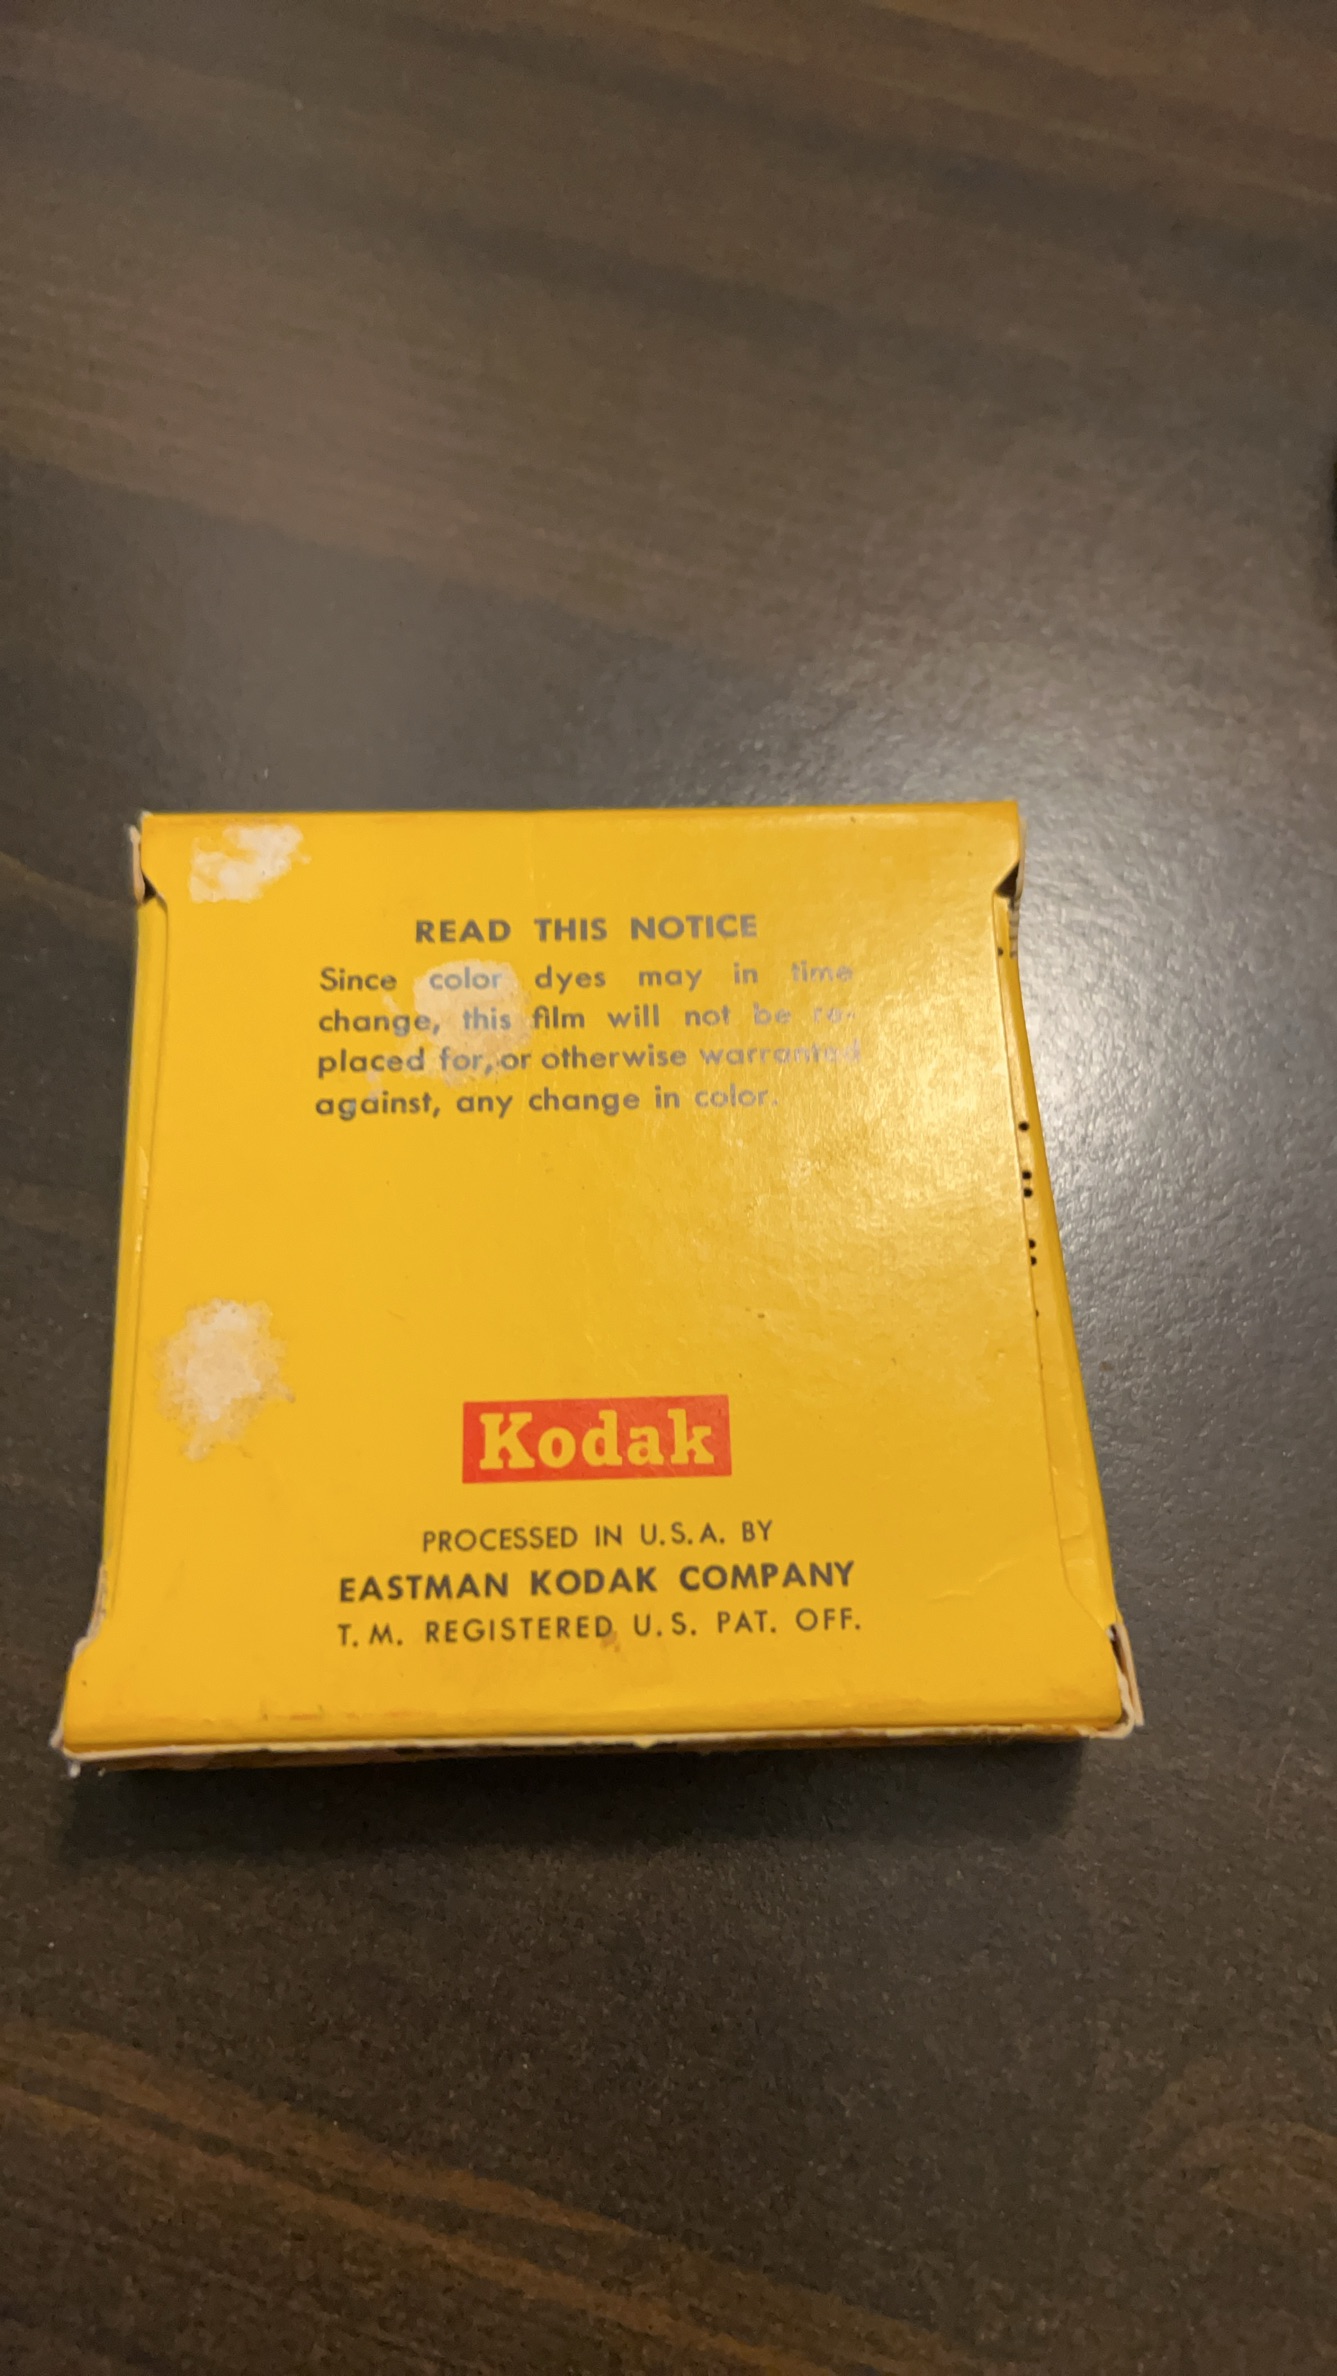 READ THIS NOTICE
Since color dyes may in time
change, this film will not be re-
placed for, or otherwise warranted
against, any change in color.
Kodak
PROCESSED IN U.S.A. BY
EASTMAN KODAK COMPANY
T. M. REGISTERED U. S. PAT. OFF.